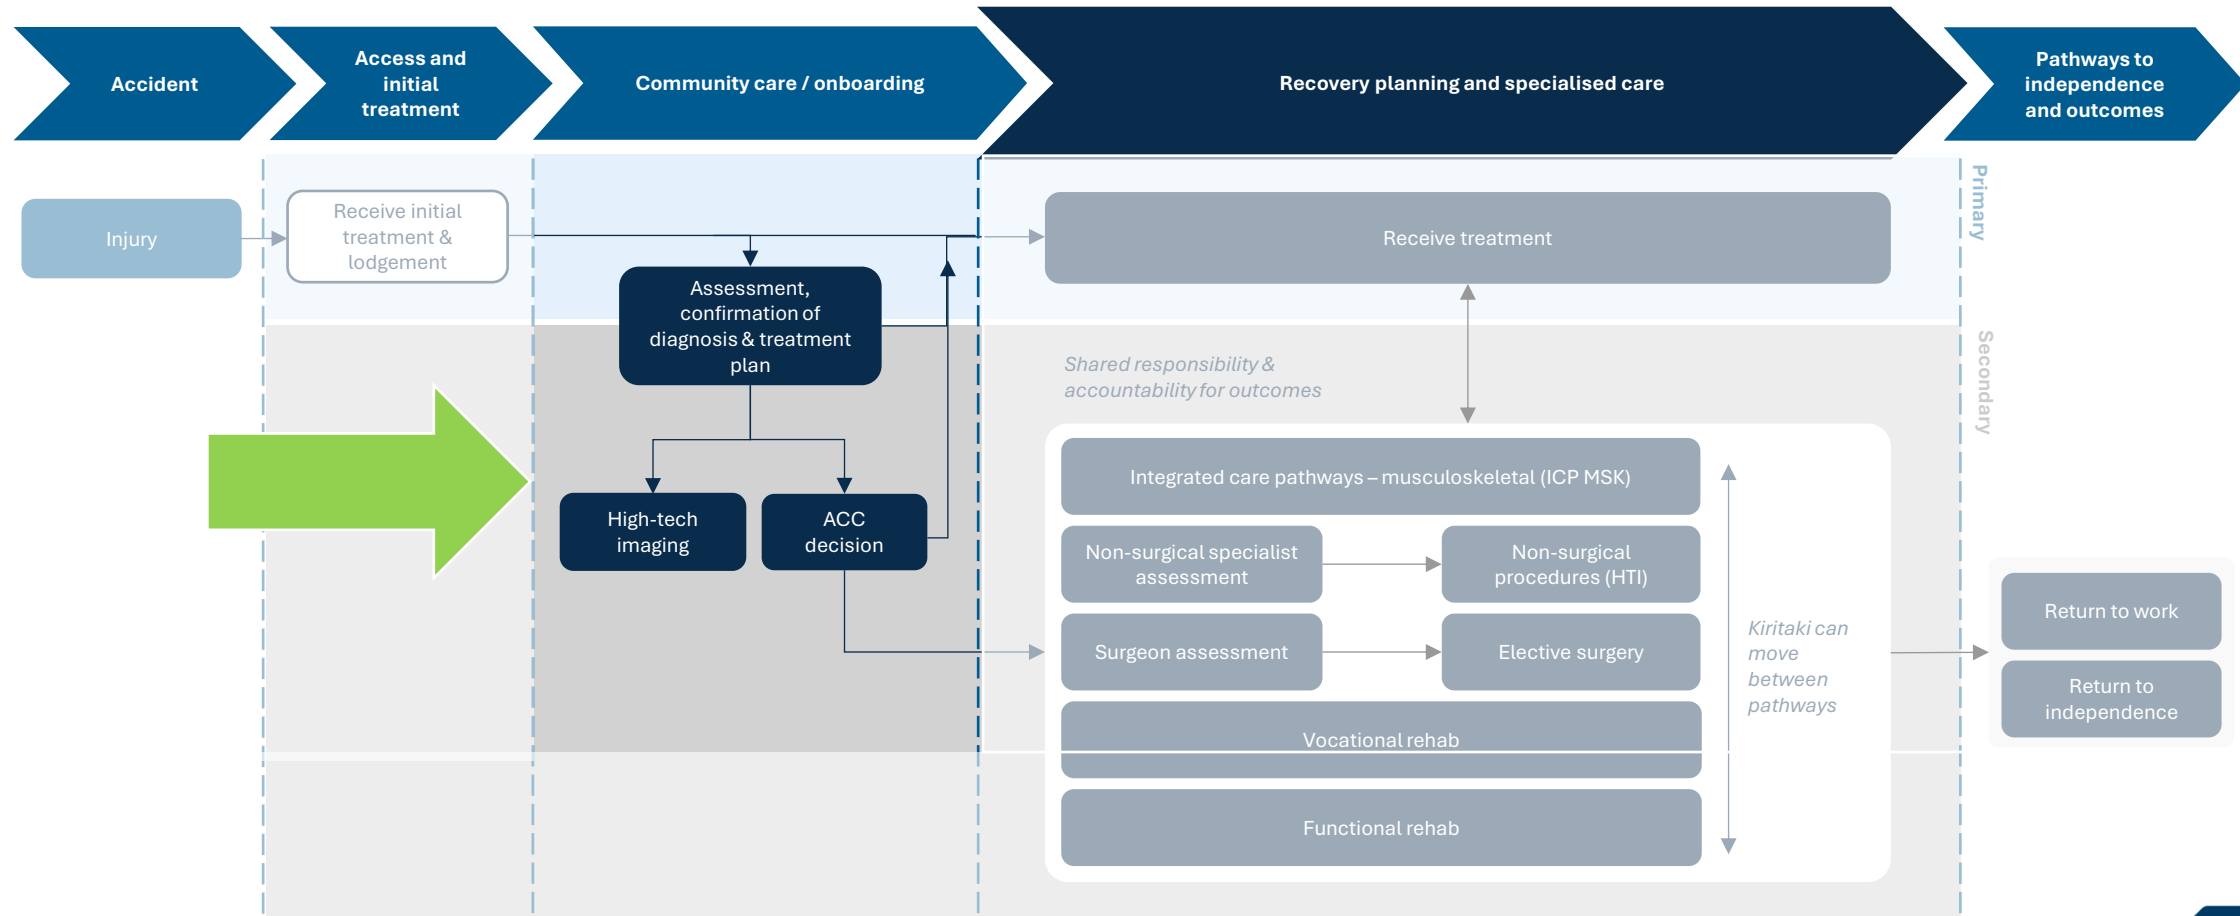 Accident
Access and
initial
treatment
Community care / onboarding
Recovery planning and specialised care
Pathways to
independence
and outcomes
Primary
Injury
Receive initial
treatment &
lodgement
Receive treatment
Assessment,
confirmation of
diagnosis & treatment
plan
Secondary
Shared responsibility &
accountability for outcomes
High-tech
imaging
ACC
decision
Integrated care pathways – musculoskeletal (ICP MSK)
Non-surgical specialist
assessment
Non-surgical
procedures (HTI)
Surgeon assessment
Elective surgery
Kiritaki can
move
between
pathways
Vocational rehab
Functional rehab
Return to work
Return to
independence